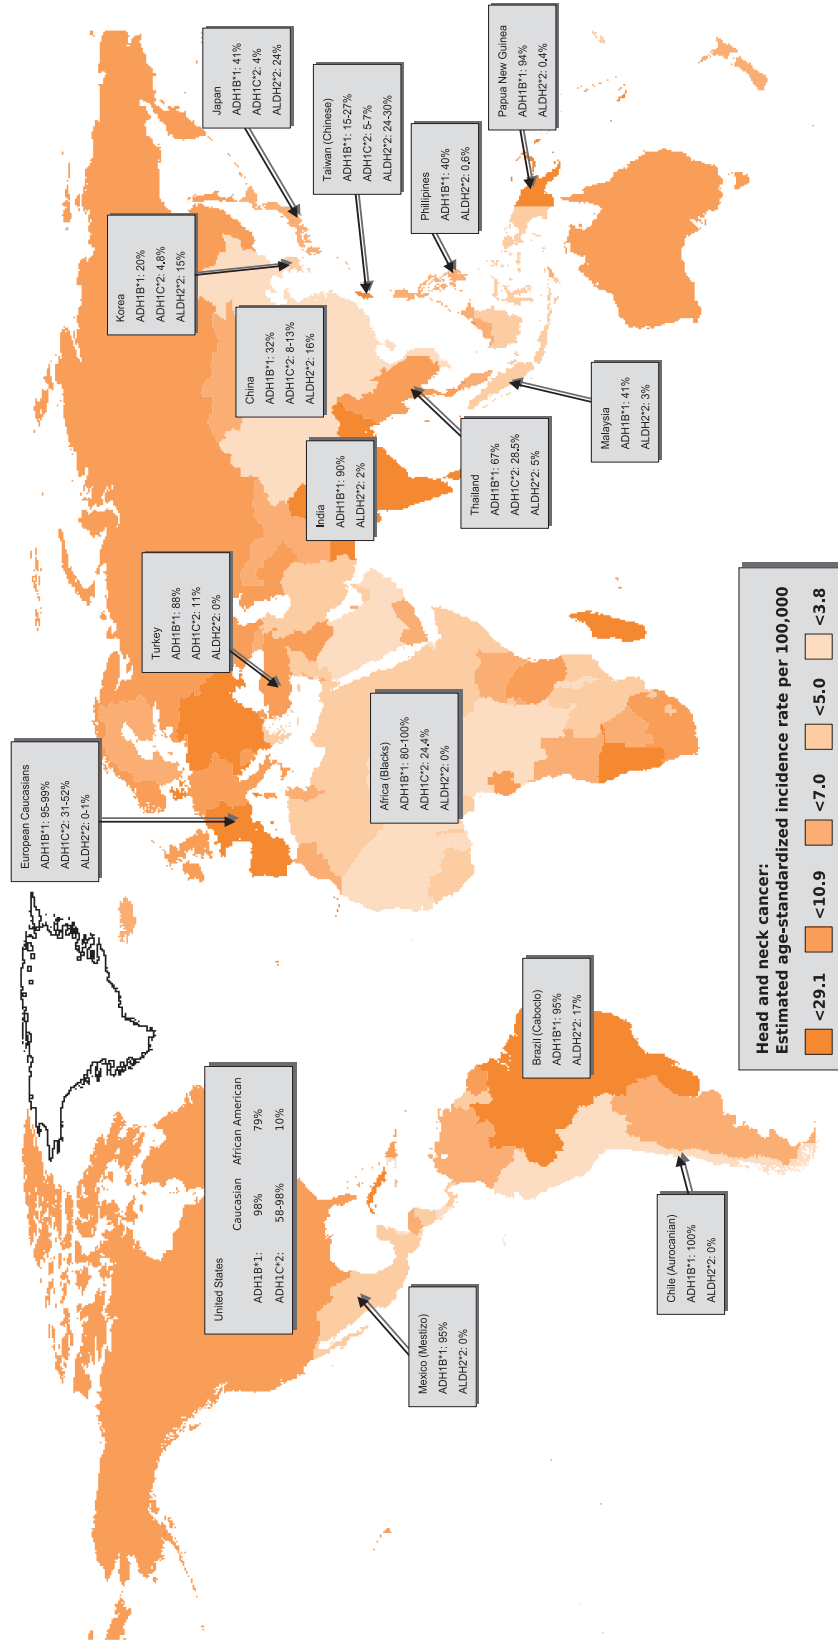 European Caucasians
ADH1B*1: 95-99%
ADH1C*2: 31-52%
ALDH2*2: 0-1%
Turkey
ADH1B*1: 88%
ADH1C*2: 11%
ALDH2*2: 0%
Korea
ADH1B*1: 20%
ADH1C*2: 4.8%
ALDH2*2: 15%
Japan
ADH1B*1: 41%
ADH1C*2: 4%
ALDH2*2: 24%
United States
Caucasian African American
ADH1B*1: 98% 79%
ADH1C*2: 58-98% 10%
China
ADH1B*1: 32%
ADH1C*2: 8-13%
ALDH2*2: 16%
Taiwan (Chinese)
ADH1B*1: 15-27%
ADH1C*2: 5-7%
ALDH2*2: 24-30%
India
ADH1B*1: 90%
ALDH2*2: 2%
Africa (Blacks)
ADH1B*1: 80-100%
ADH1C*2: 24.4%
ALDH2*2: 0%
Mexico (Mestizo)
ADH1B*1: 95%
ALDH2*2: 0%
Phillipines
ADH1B*1: 40%
ALDH2*2: 0,6%
Thailand
ADH1B*1: 67%
ADH1C*2: 28.5%
ALDH2*2: 5%
Papua New Guinea
ADH1B*1: 94%
ALDH2*2: 0.4%
Brazil (Caboclo)
ADH1B*1: 95%
ALDH2*2: 17%
Malaysia
ADH1B*1: 41%
ALDH2*2: 3%
Chile (Aurocanian)
ADH1B*1: 100%
ALDH2*2: 0%
Head and neck cancer:
Estimated age-standardized incidence rate per 100,000
<29.1 <10.9 <7.0 <5.0 <3.8